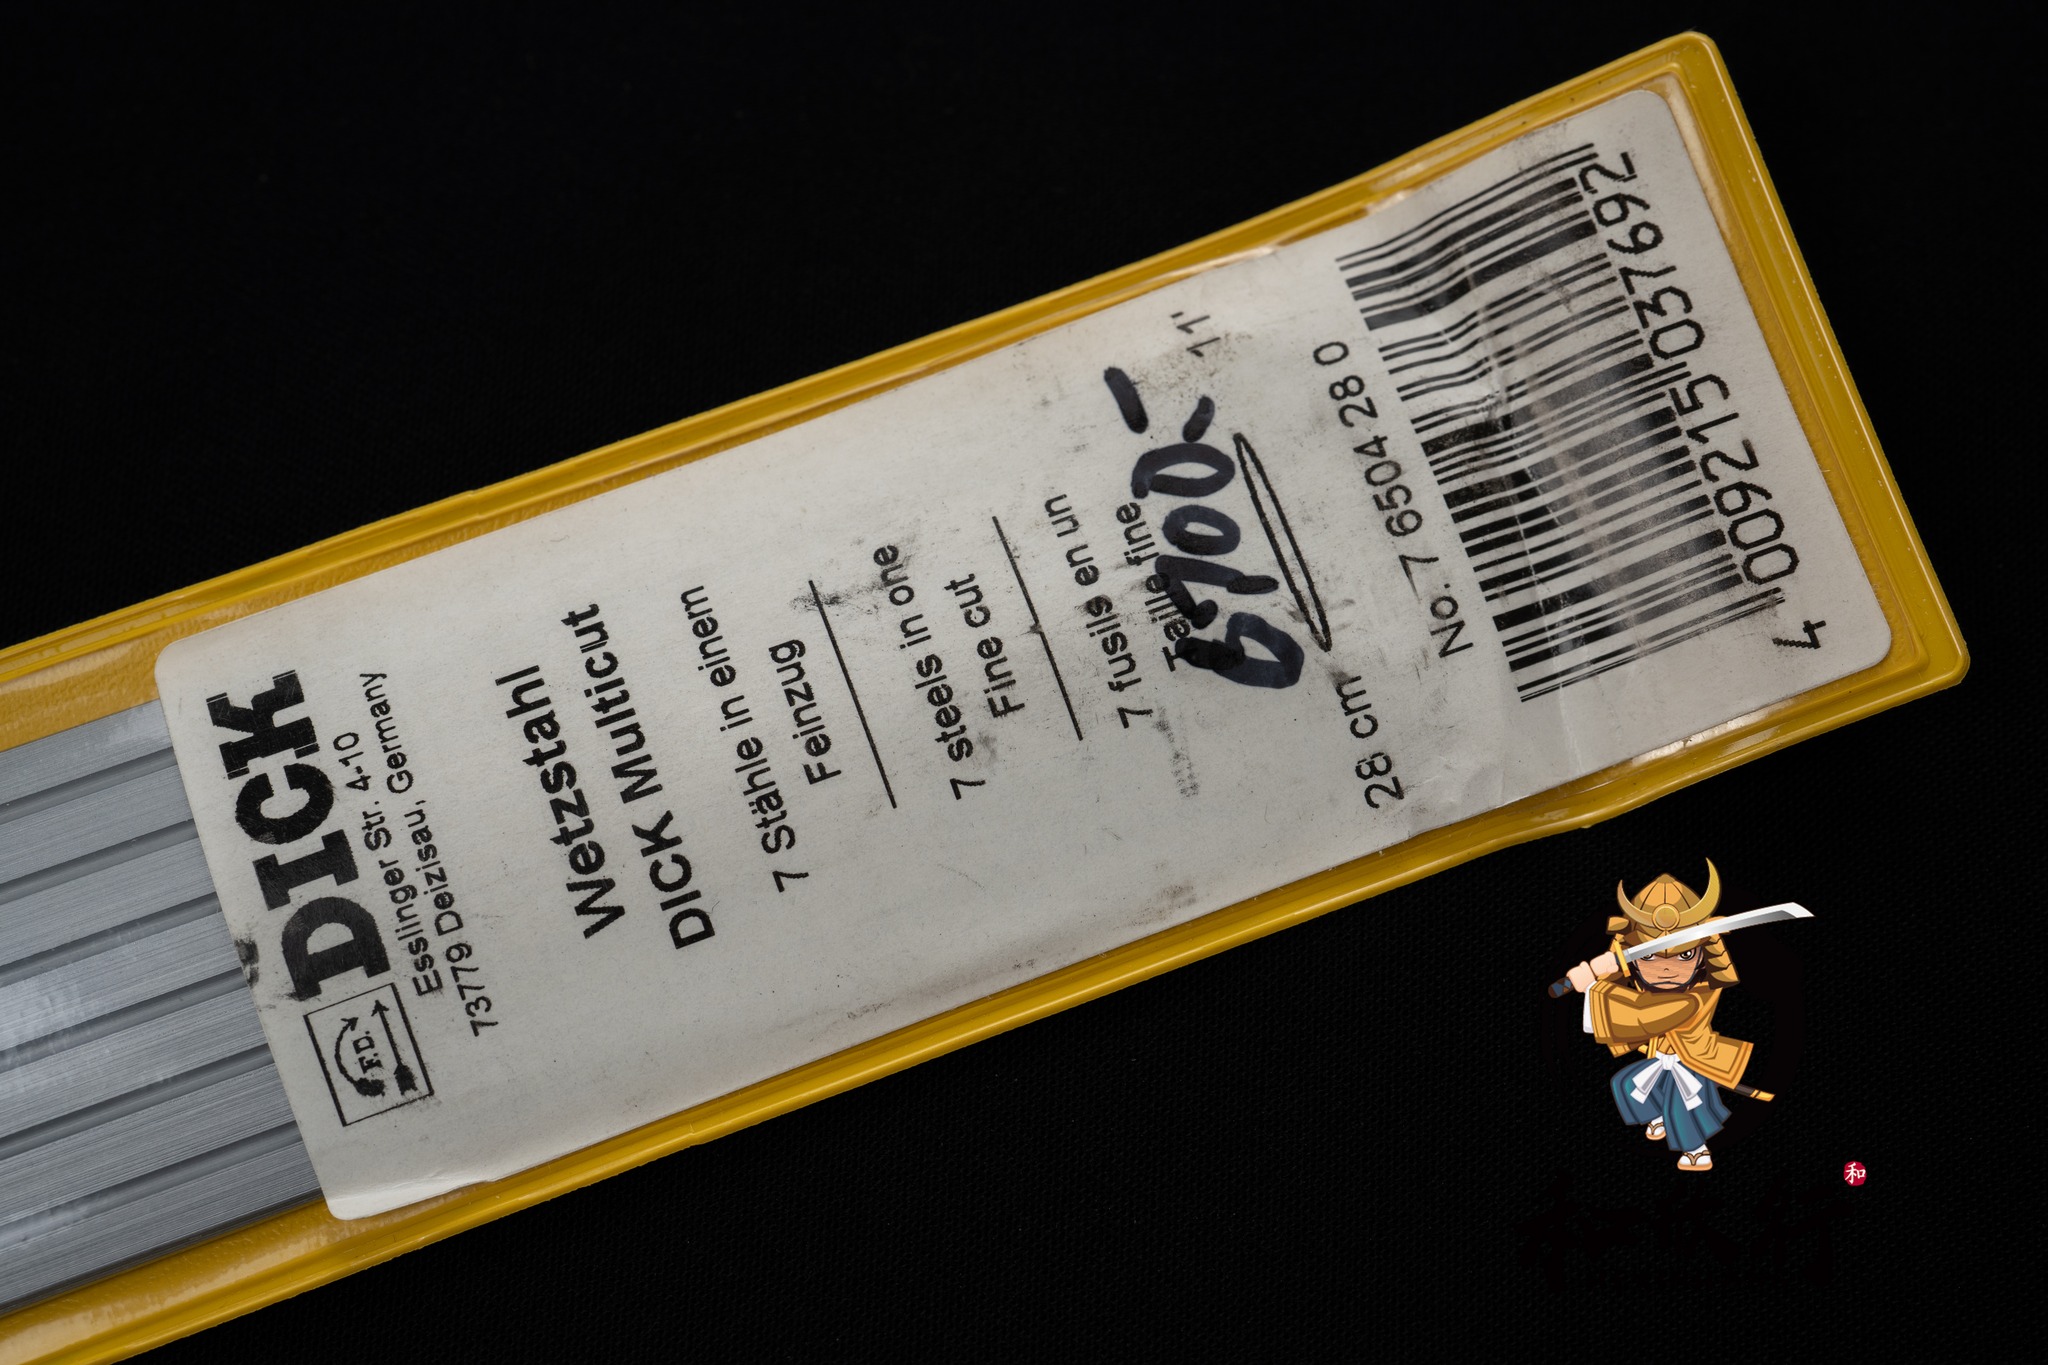 F.D.
DICK
Esslinger Str. 4-10
73779 Deizisau, Germany
Wetzstahl
DICK Multicut
7 Stähle in einem
Feinzug
7 steels in one
Fine cut
7 fusils en un
Taille fine
6900,-
28 cm 11'
No. 7 6504 28 0
4 009215 037692
和